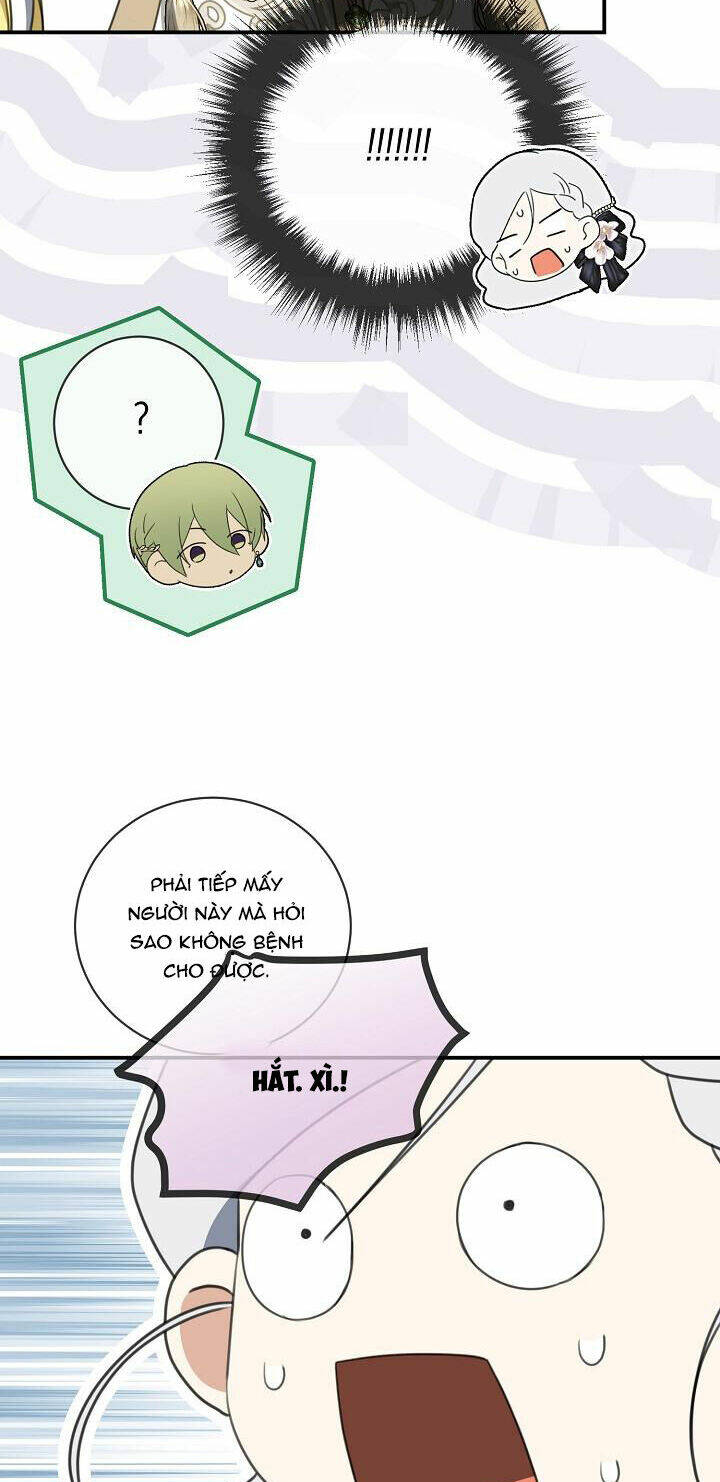 !!!!!!!
?
PHẢI TIẾP MẤY
NGƯỜI NÀY MÀ HỎI
SAO KHÔNG BỆNH
CHO ĐƯỢC.
HẮT. XÌ.!